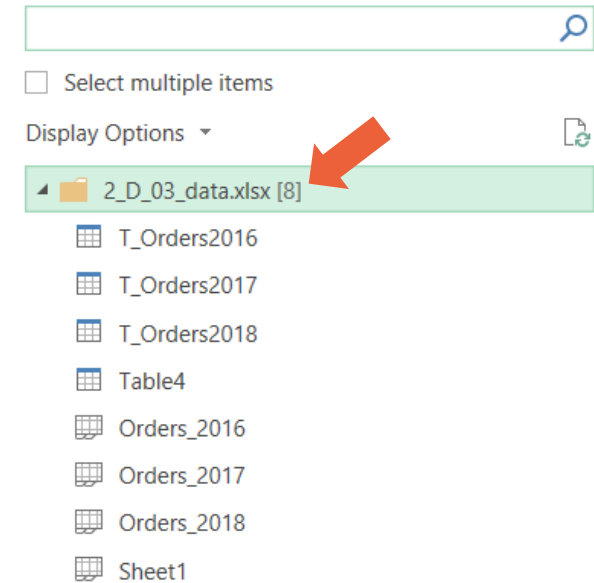 Select multiple items
Display Options
2_D_03_data.xlsx [8]
T_Orders2016
T_Orders2017
T_Orders2018
Table4
Orders_2016
Orders_2017
Orders_2018
Sheet1